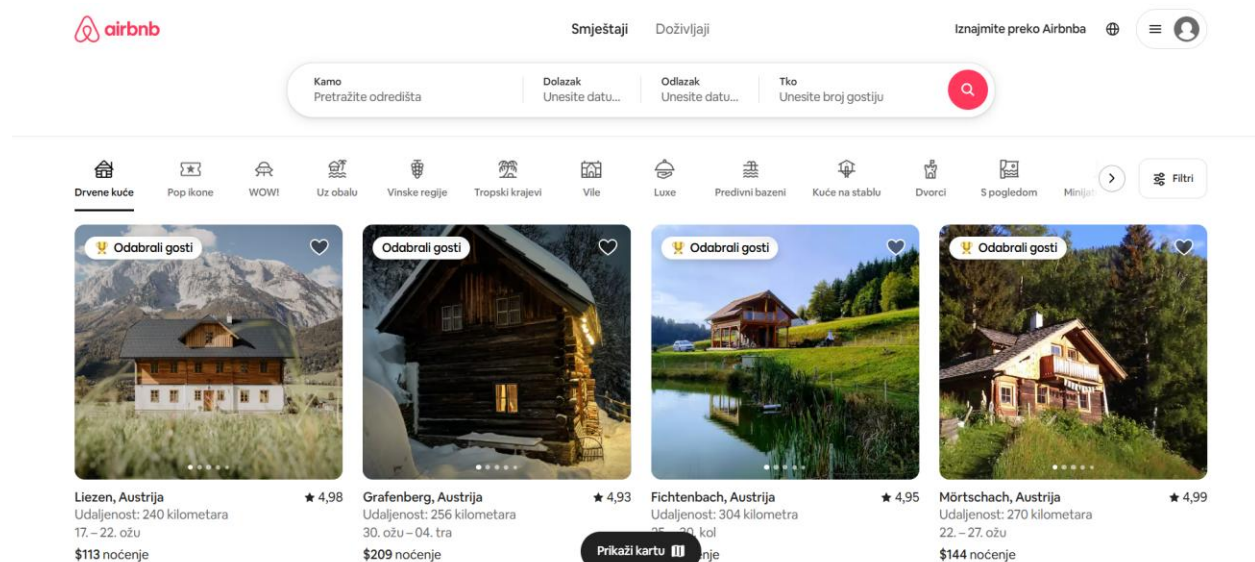 airbnb
Smještaji
Doživljaji
Iznajmite preko Airbnba
Kamo
Pretražite odredišta
Dolazak
Unesite datu...
Odlazak
Unesite datu...
Tko
Unesite broj gostiju
Drvene kuće
Pop ikone
WOW!
Uz obalu
Vinske regije
Tropski krajevi
Vile
Luxe
Predivni bazeni
Kuće na stablu
Dvorci
S pogledom
Filtri
Odabrali gosti
Odabrali gosti
Odabrali gosti
Odabrali gosti
Liezen, Austrija
4,98
Udaljenost: 240 kilometara
17. – 22. ožu
$113 noćenje
Grafenberg, Austrija
4,93
Udaljenost: 256 kilometara
30. ožu – 04. tra
$209 noćenje
Fichtenbach, Austrija
4,95
Udaljenost: 304 kilometra
kol
Mörtschach, Austrija
4,99
Udaljenost: 270 kilometara
22. – 27. ožu
$144 noćenje
Prikaži kartu